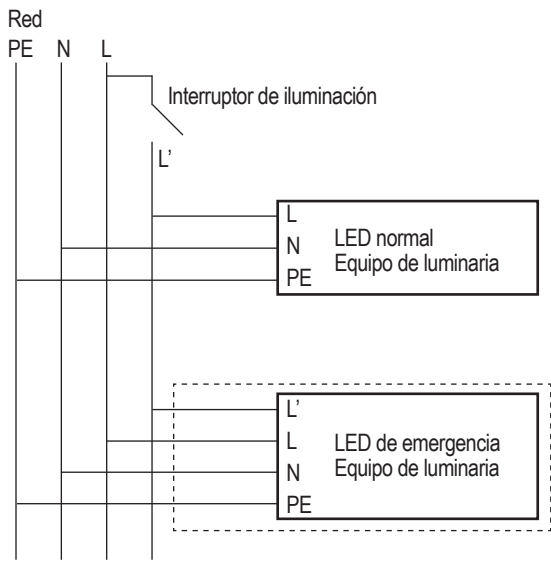 Red
PE N L
Interruptor de iluminación
L’
L
N
PE
LED normal
Equipo de luminaria
L’
L
N
PE
LED de emergencia
Equipo de luminaria